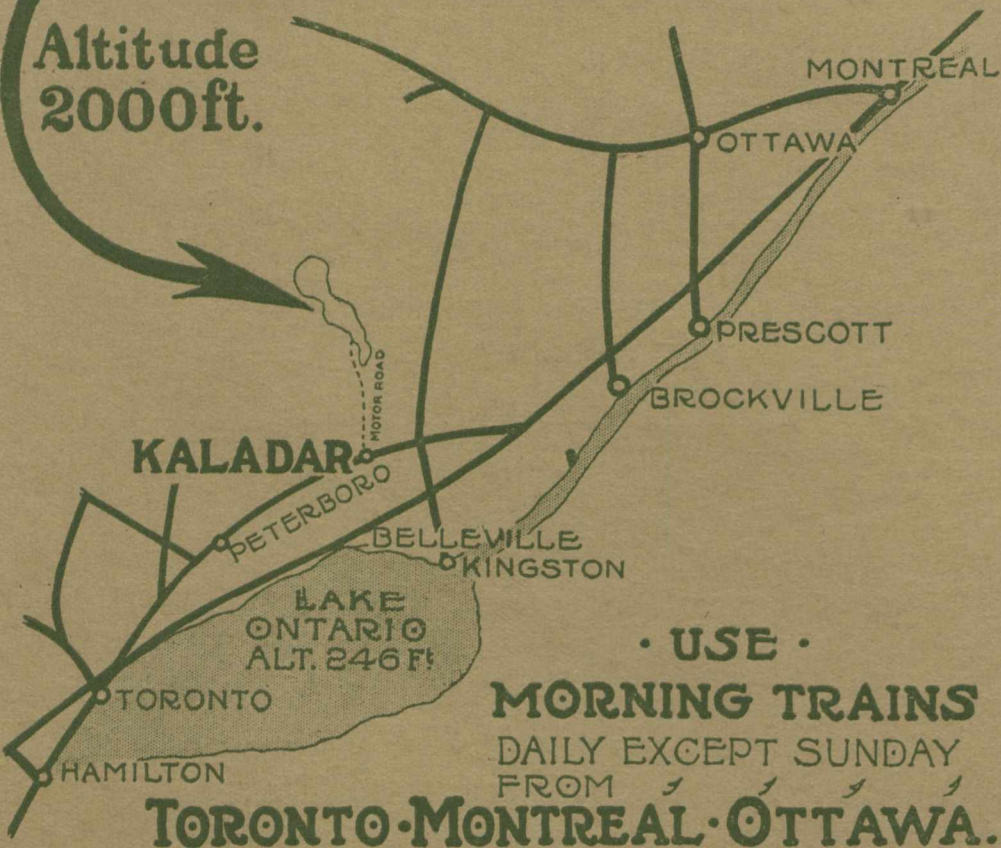 Altitude
2000ft.
MONTREAL
OTTAWA
PRESCOTT
BROCKVILLE
MOTOR ROAD
KALADAR
PETERBORO
BELLEVILLE
KINGSTON
LAKE
ONTARIO
ALT. 246 Ft.
TORONTO
HAMILTON
· USE ·
MORNING TRAINS
DAILY EXCEPT SUNDAY
FROM
TORONTO·MONTREAL·OTTAWA.